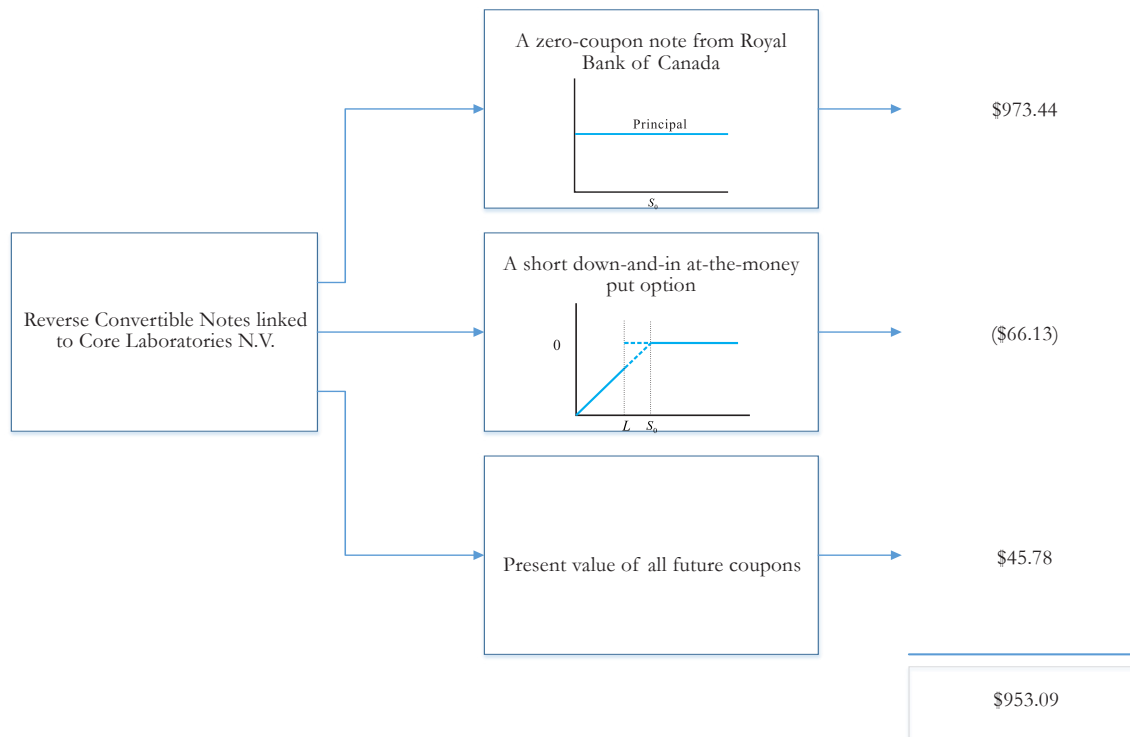 A zero-coupon note from Royal
Bank of Canada
Principal
S₀
$973.44
Reverse Convertible Notes linked
to Core Laboratories N.V.
A short down-and-in at-the-money
put option
0
L S₀
($66.13)
Present value of all future coupons
$45.78
$953.09